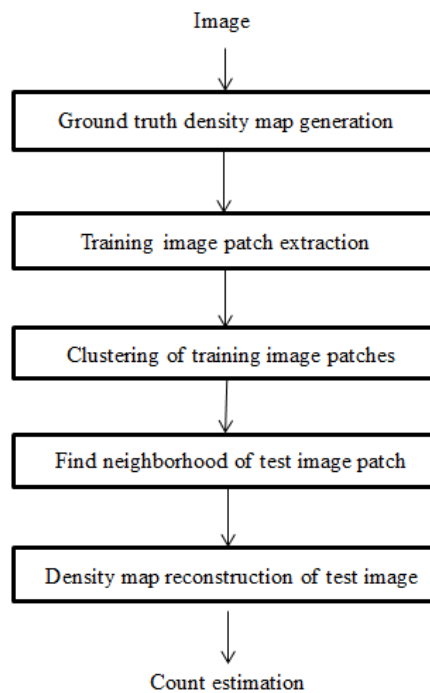 Image
Ground truth density map generation
Training image patch extraction
Clustering of training image patches
Find neighborhood of test image patch
Density map reconstruction of test image
Count estimation